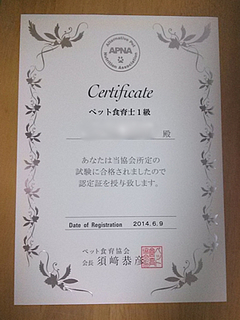 APNA
Certificate
ペット食育士1級
殿
あなたは当協会所定の
試験に合格されましたので
認定証を授与致します。
Date of Registration 2014.6.9
ペット食育協会
会長 須﨑恭彦